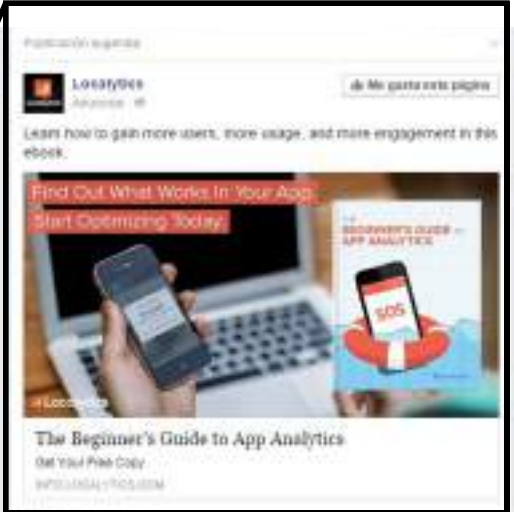 Publicación sugerida
Localytics
Me gusta esta página
Learn how to gain more users, more usage, and more engagement in this
ebook.
Find Out What Works In Your App
Start Optimizing Today.
THE
BEGINNER'S GUIDE TO
APP ANALYTICS
SOS
Localytics
The Beginner's Guide to App Analytics
Get Your Free Copy
INFO.LOCALYTICS.COM